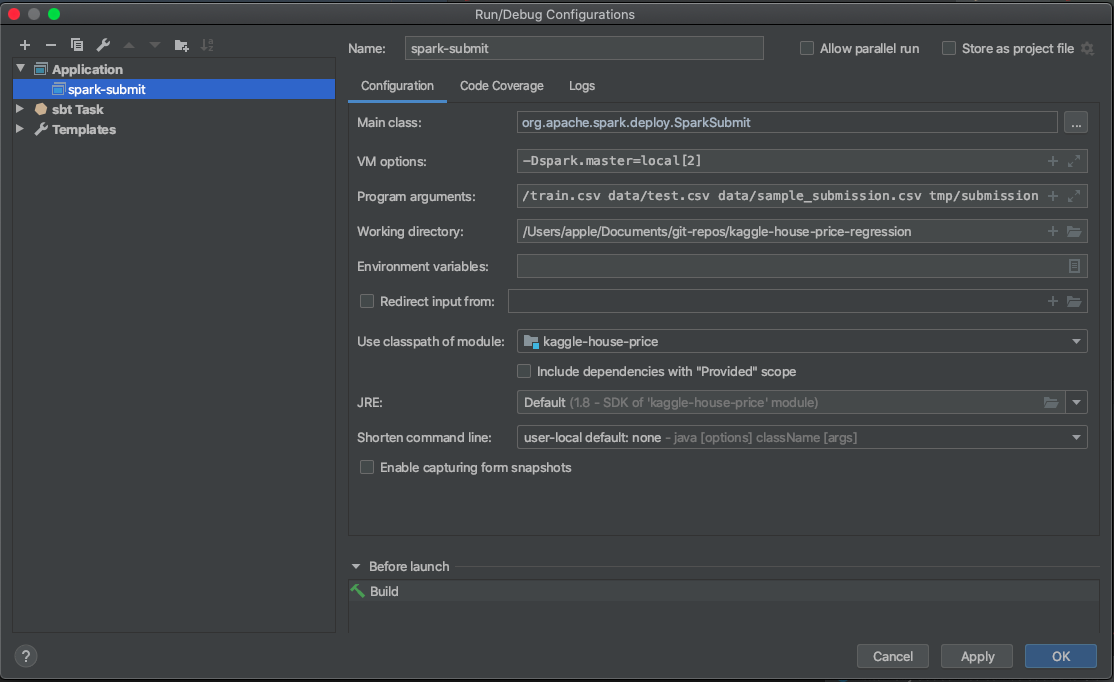 Run/Debug Configurations
Name: spark-submit Allow parallel run Store as project file
Application
spark-submit
sbt Task
Templates
Configuration Code Coverage Logs
Main class: org.apache.spark.deploy.SparkSubmit ...
VM options: -Dspark.master=local[2]
Program arguments: /train.csv data/test.csv data/sample_submission.csv tmp/submission
Working directory: /Users/apple/Documents/git-repos/kaggle-house-price-regression
Environment variables:
Redirect input from:
Use classpath of module: kaggle-house-price
Include dependencies with "Provided" scope
JRE: Default (1.8 - SDK of 'kaggle-house-price' module)
Shorten command line: user-local default: none - java [options] className [args]
Enable capturing form snapshots
Before launch
Build
? Cancel Apply OK